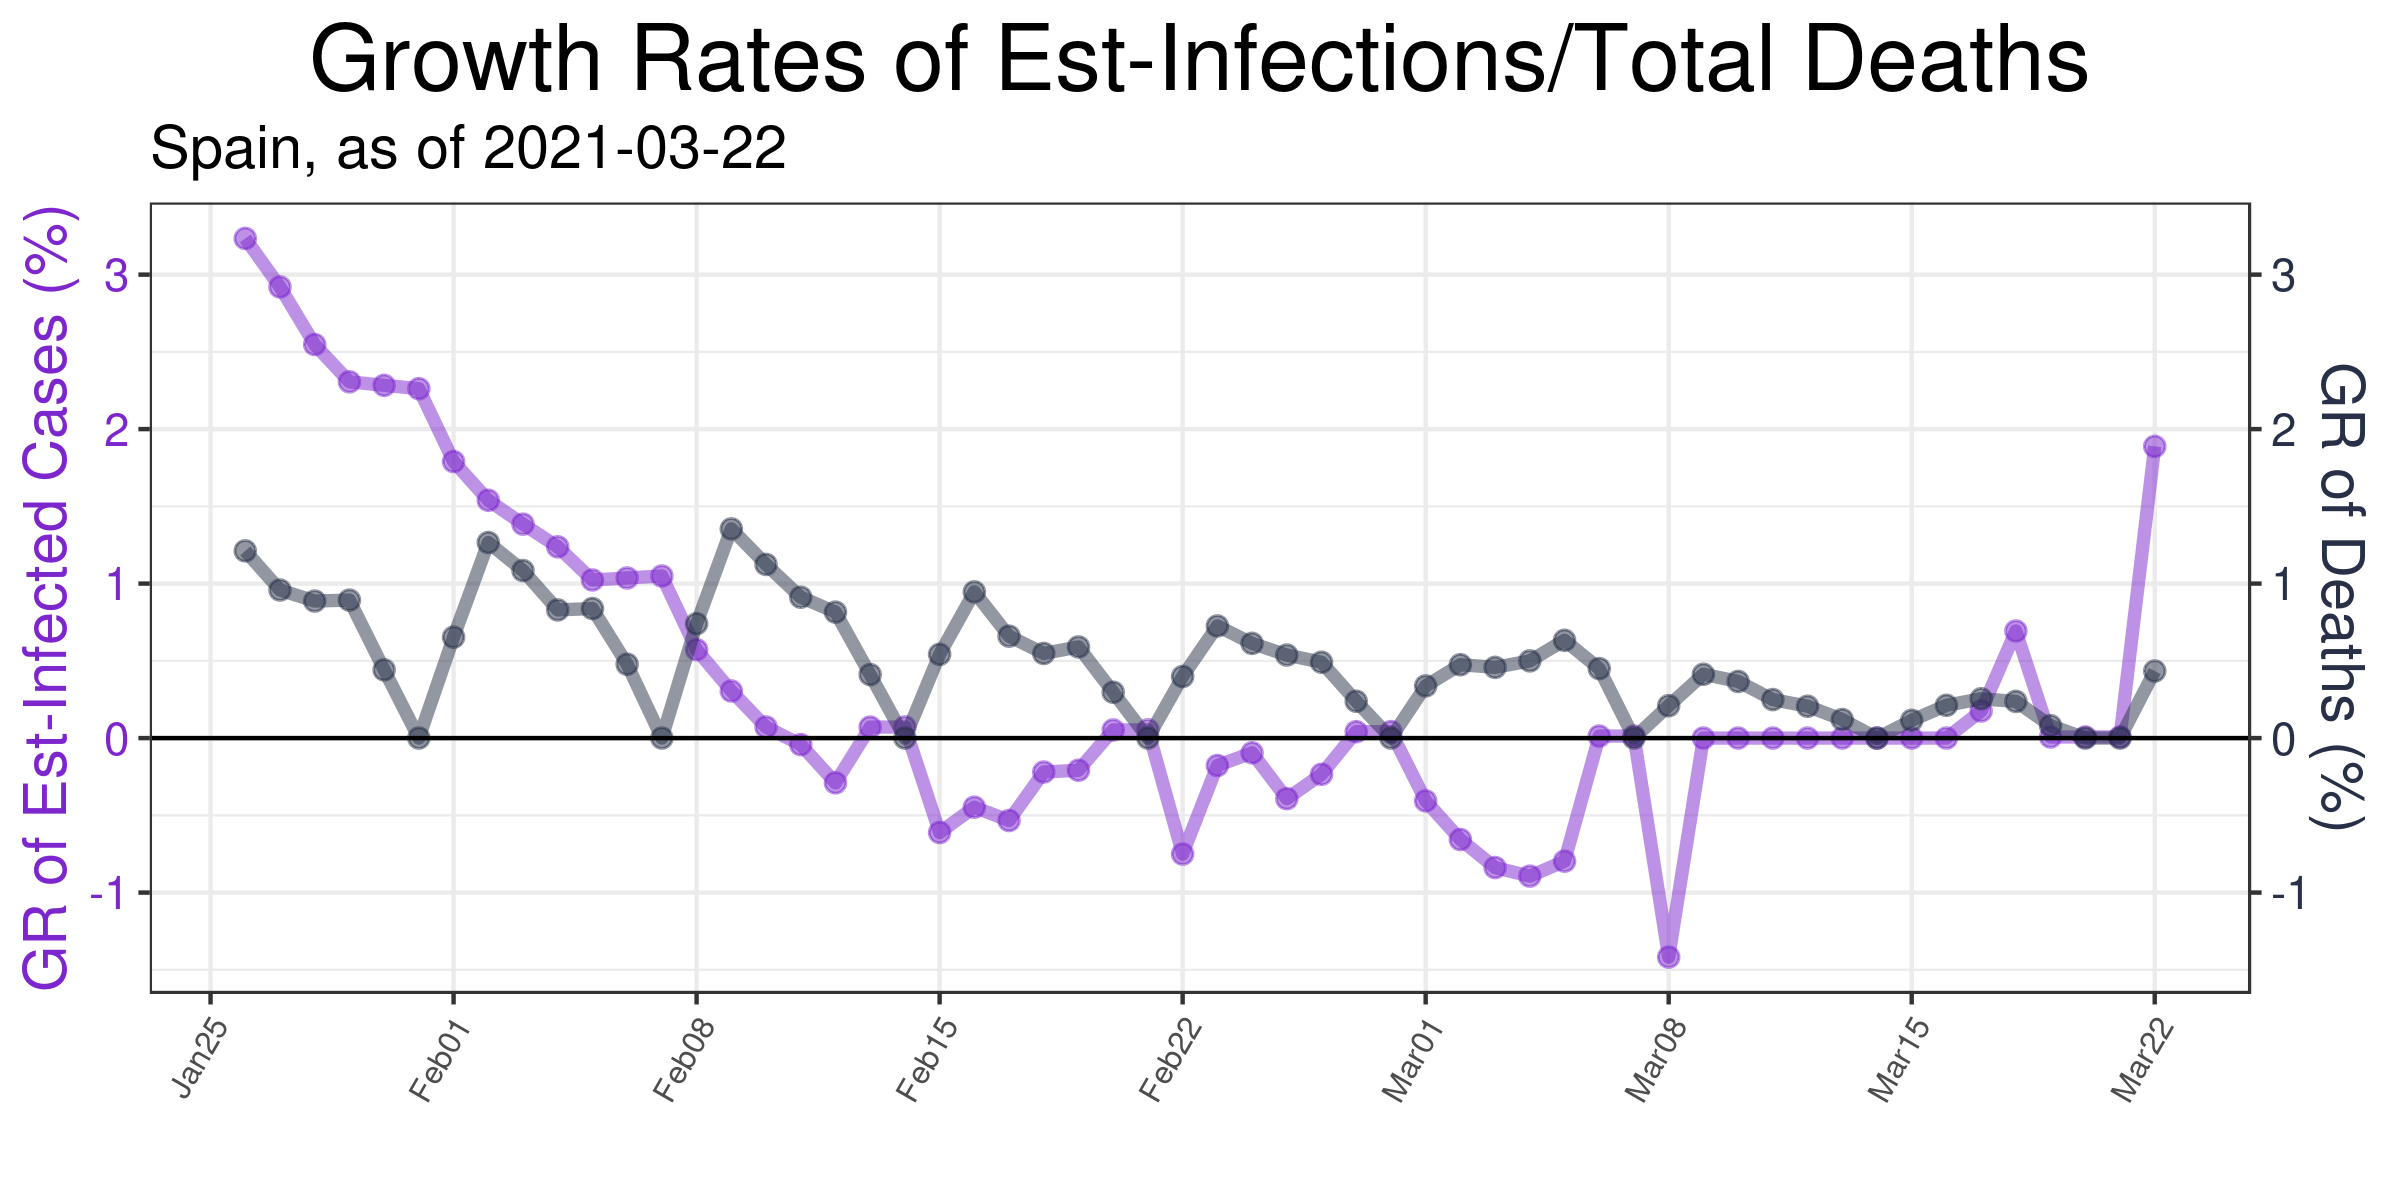 Growth Rates of Est-Infections/Total Deaths
Spain, as of 2021-03-22
GR of Est-Infected Cases (%)
3
2
1
0
-1
3
2
1
0
-1
GR of Deaths (%)
Jan25
Feb01
Feb08
Feb15
Feb22
Mar01
Mar08
Mar15
Mar22